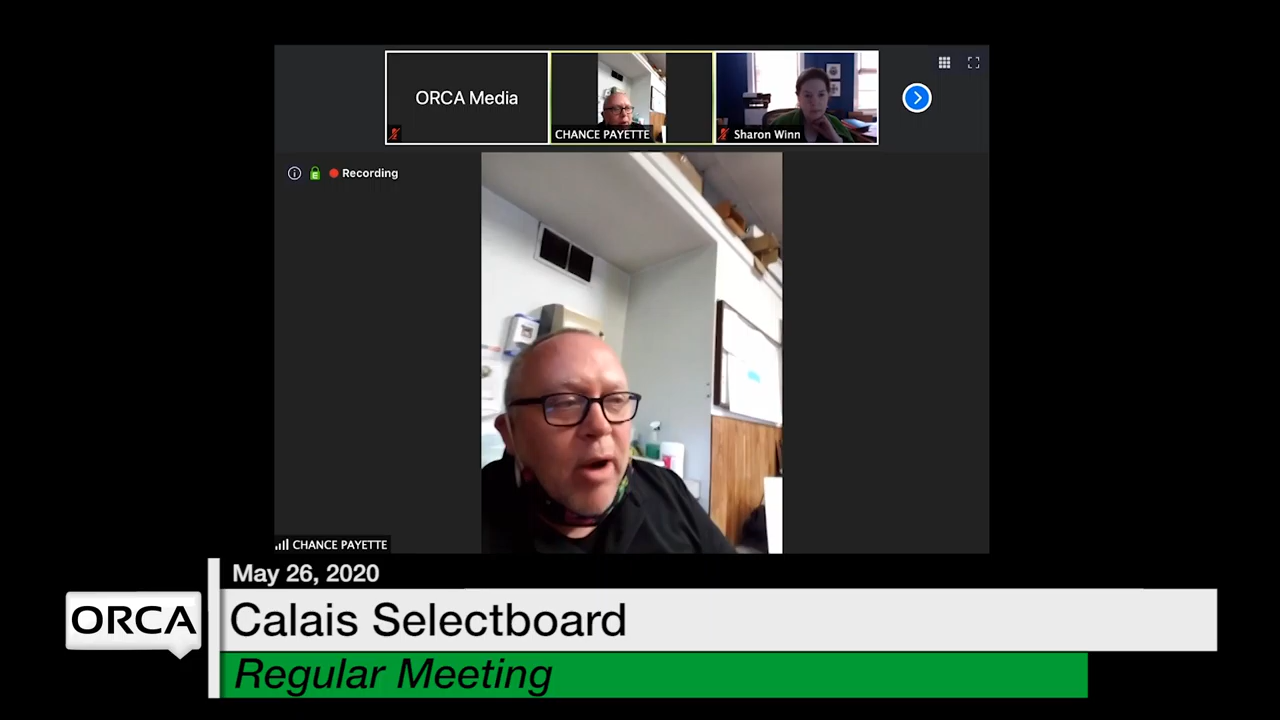 ORCA Media
CHANCE PAYETTE
Sharon Winn
Recording
CHANCE PAYETTE
May 26, 2020
ORCA
Calais Selectboard
Regular Meeting